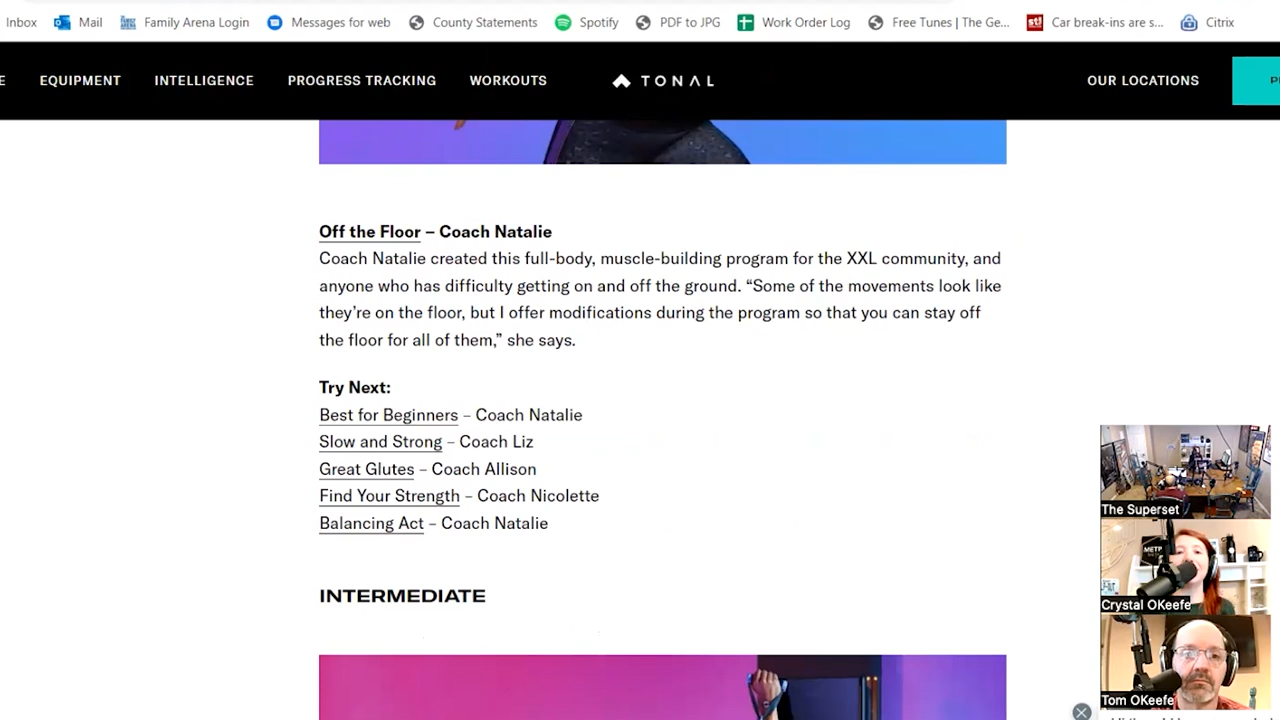 Inbox Mail Family Arena Login Messages for web County Statements Spotify PDF to JPG Work Order Log Free Tunes | The Ge... Car break-ins are s... Citrix
E EQUIPMENT INTELLIGENCE PROGRESS TRACKING WORKOUTS TONAL OUR LOCATIONS
Off the Floor – Coach Natalie
Coach Natalie created this full-body, muscle-building program for the XXL community, and
anyone who has difficulty getting on and off the ground. “Some of the movements look like
they’re on the floor, but I offer modifications during the program so that you can stay off
the floor for all of them,” she says.
Try Next:
Best for Beginners – Coach Natalie
Slow and Strong – Coach Liz
Great Glutes – Coach Allison
Find Your Strength – Coach Nicolette
Balancing Act – Coach Natalie
INTERMEDIATE
The Superset
Crystal OKeefe
Tom OKeefe